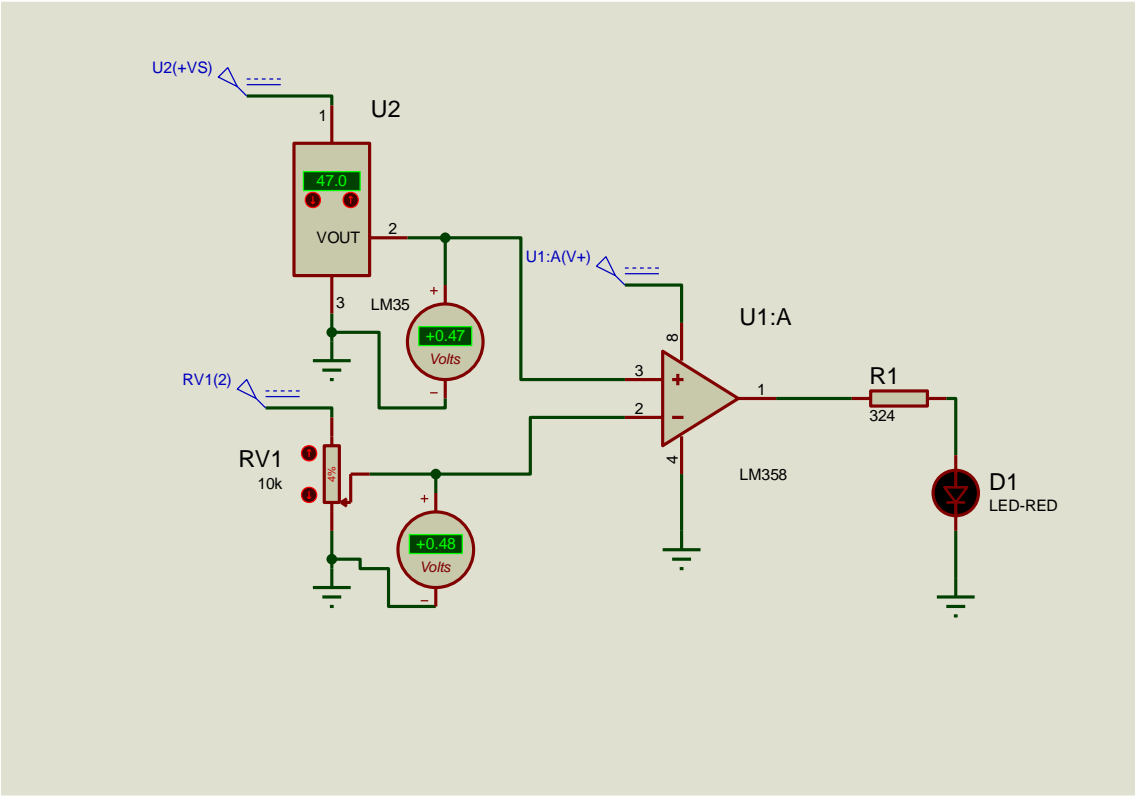 U2(+VS)
1
U2
47.0
VOUT
2
3
LM35
+
+0.47
Volts
−
U1:A(V+)
8
U1:A
3
+
2
−
1
4
LM358
R1
324
RV1(2)
RV1
10k
4%
+
+0.48
Volts
−
D1
LED-RED